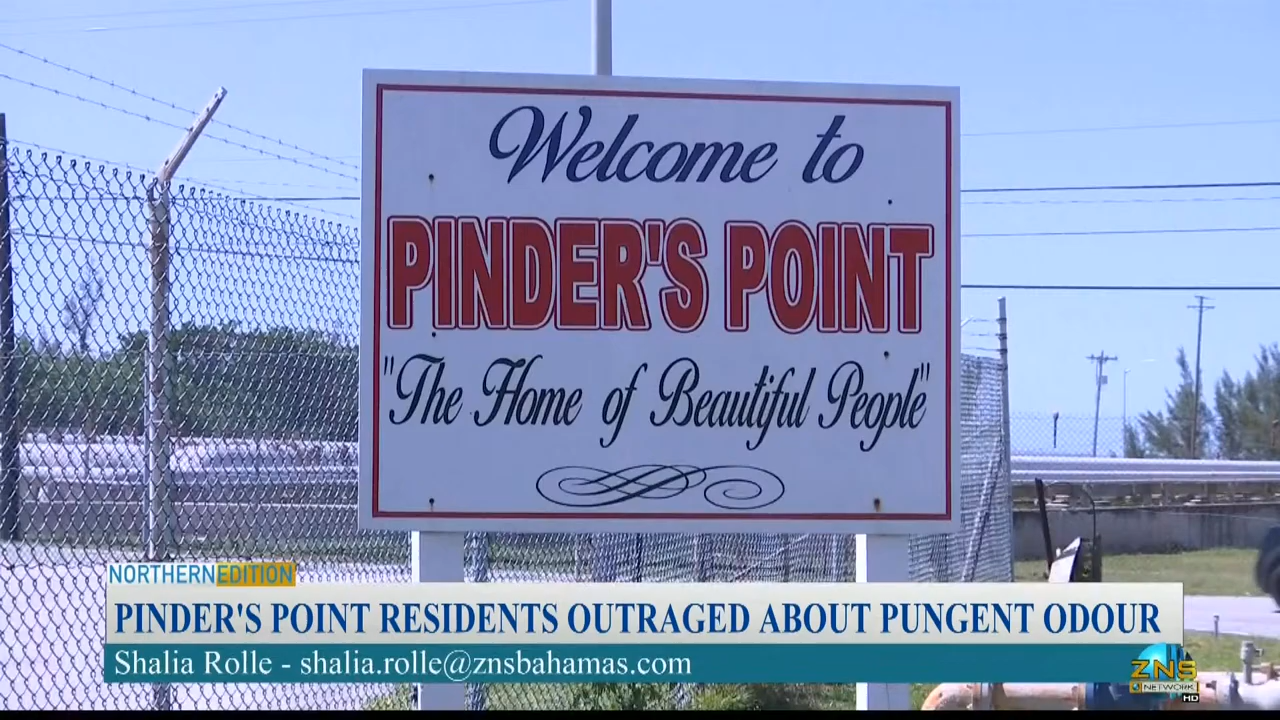 Welcome to
PINDER'S POINT
"The Home of Beautiful People"
NORTHERN EDITION
PINDER'S POINT RESIDENTS OUTRAGED ABOUT PUNGENT ODOUR
Shalia Rolle - shalia.rolle@znsbahamas.com
ZNS
NETWORK
HD